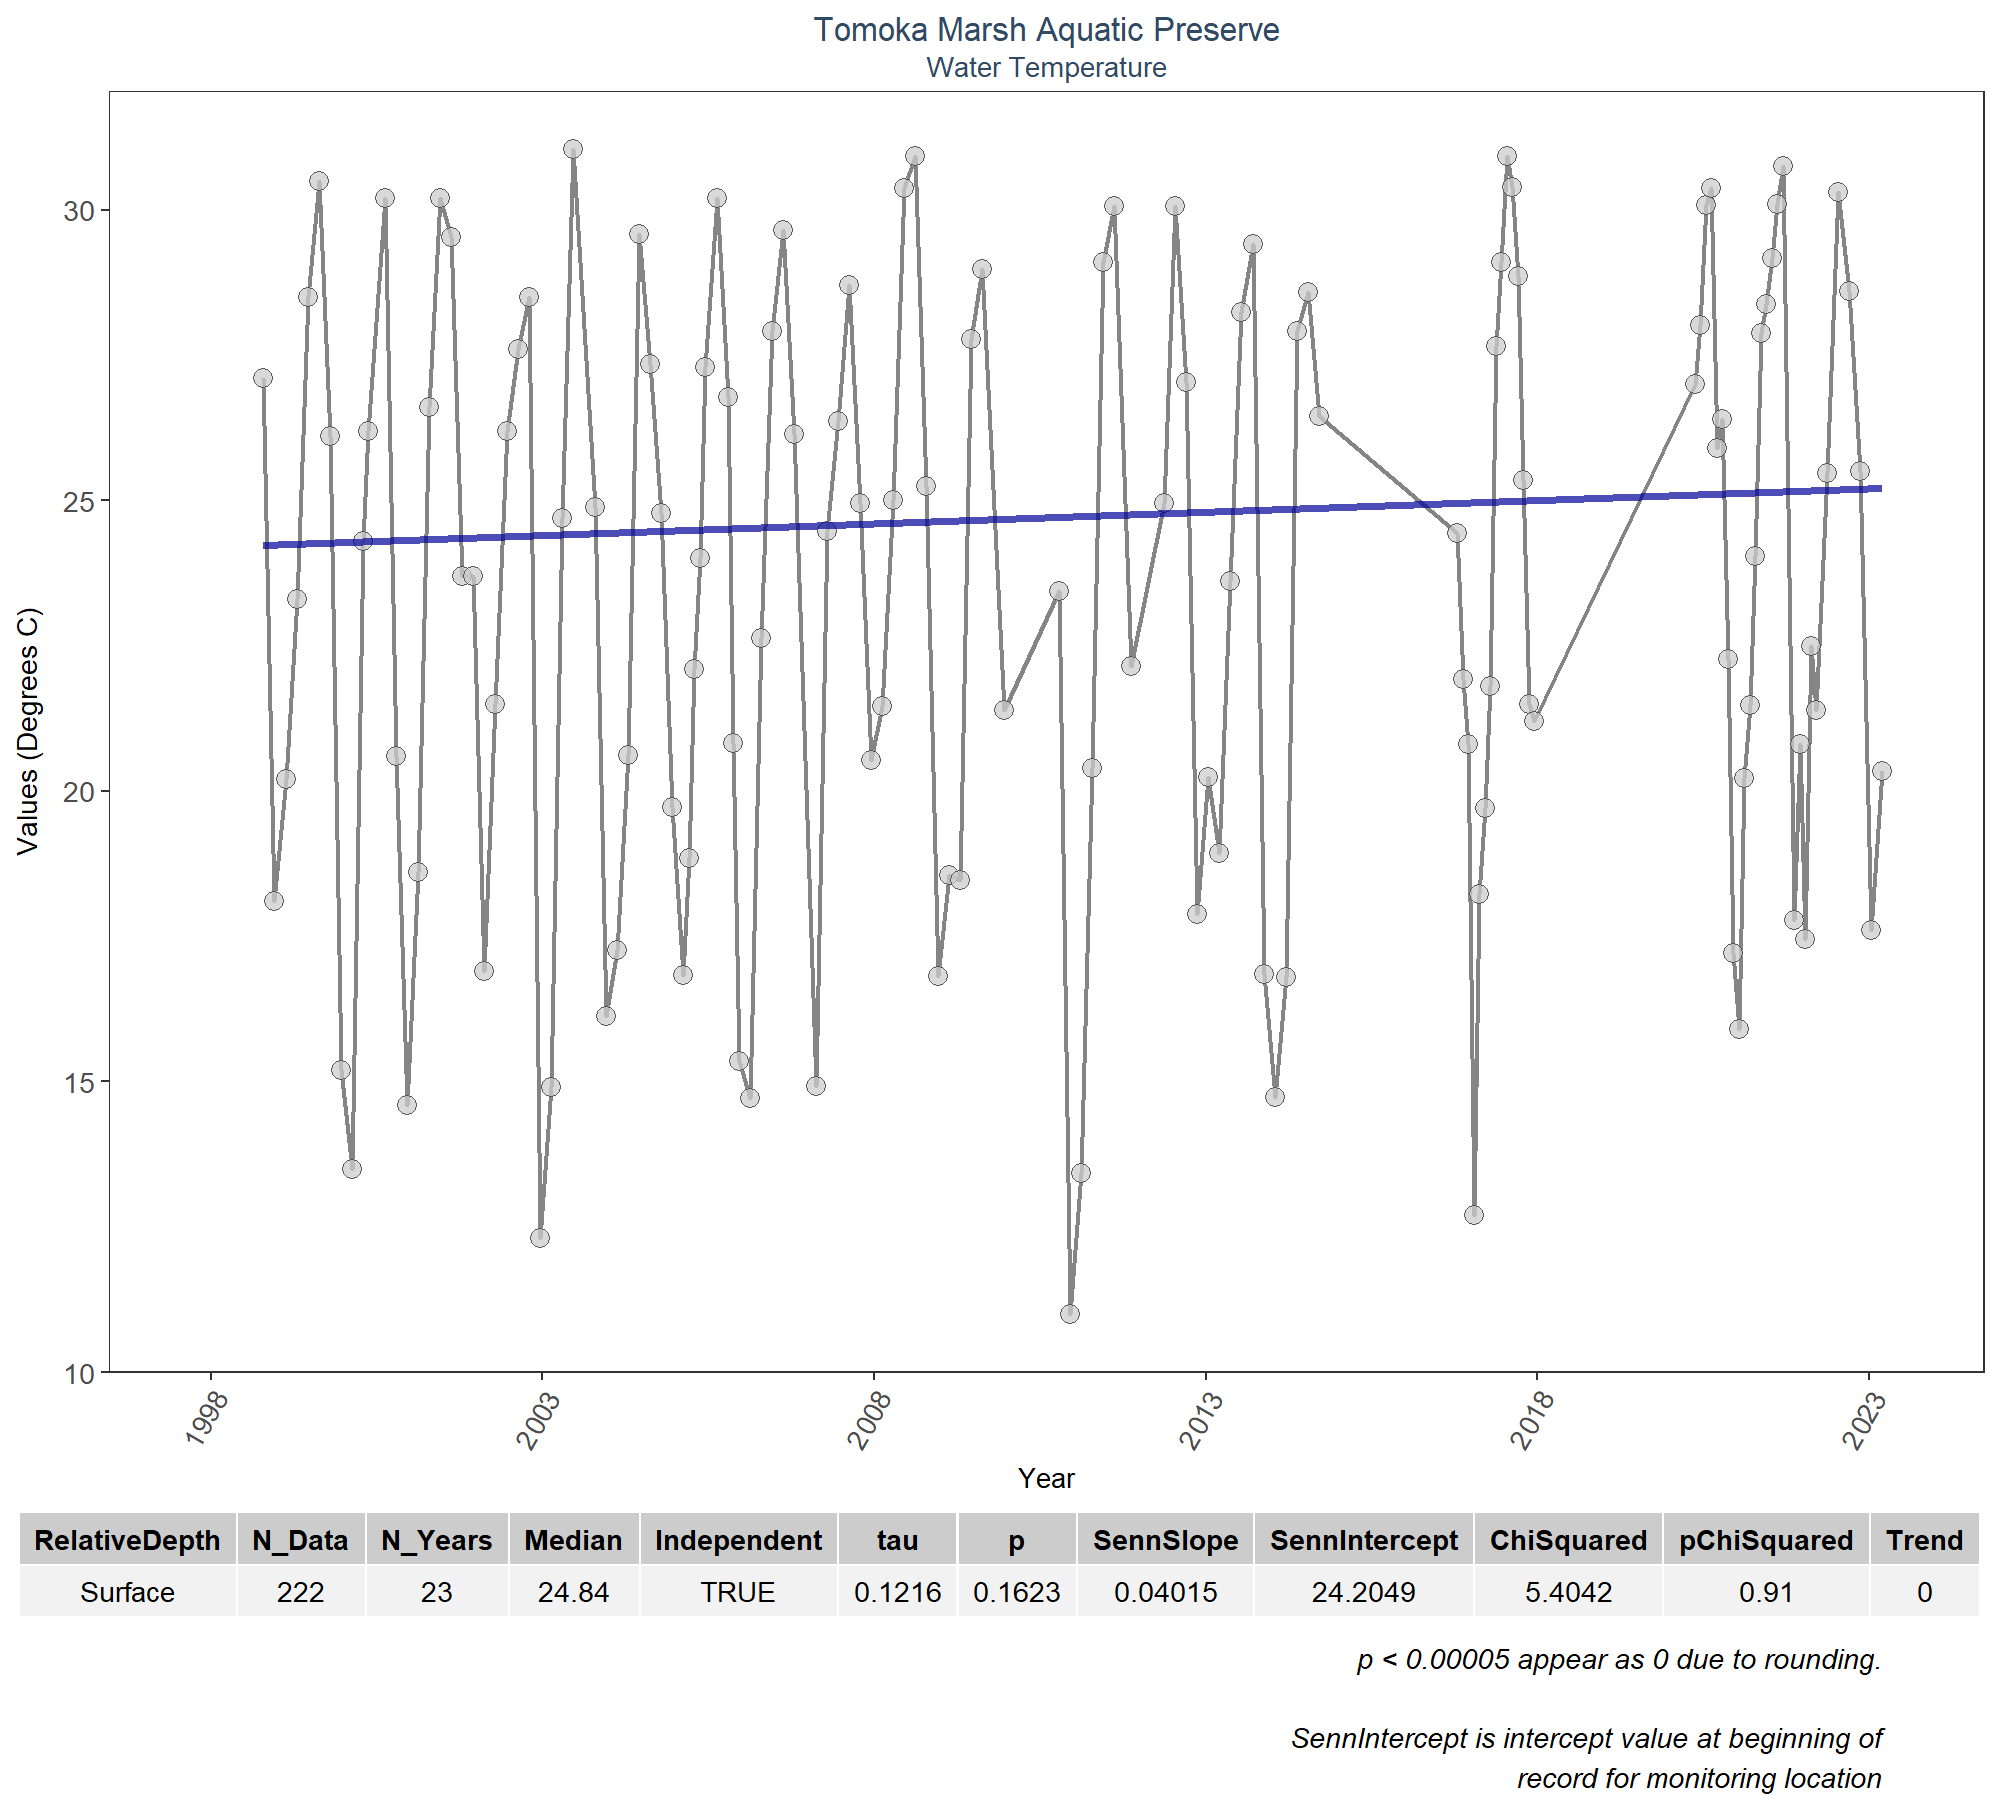 Tomoka Marsh Aquatic Preserve
Water Temperature
Values (Degrees C)
30
25
20
15
10
1998 2003 2008 2013 2018 2023
Year
RelativeDepth N_Data N_Years Median Independent tau p SennSlope SennIntercept ChiSquared pChiSquared Trend
Surface 222 23 24.84 TRUE 0.1216 0.1623 0.04015 24.2049 5.4042 0.91 0
p < 0.00005 appear as 0 due to rounding.
SennIntercept is intercept value at beginning of
record for monitoring location